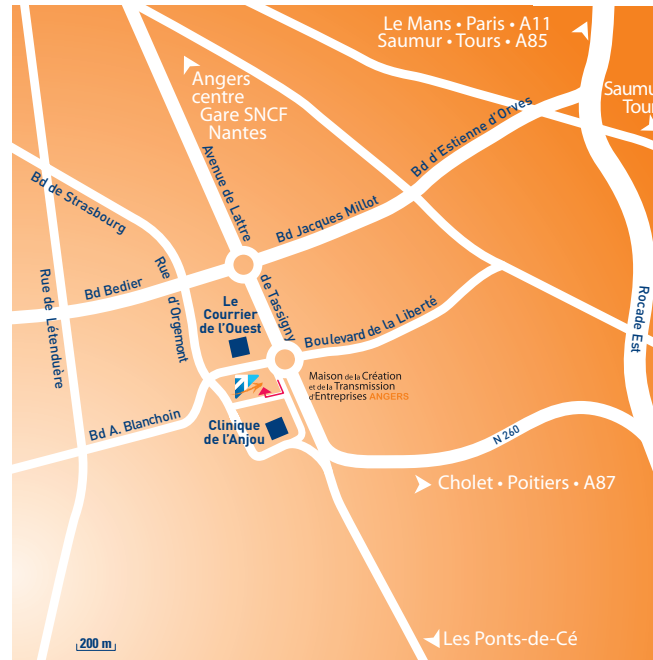 Le Mans • Paris • A11
Saumur • Tours • A85
Angers
centre
Gare SNCF
Nantes
Saumu
Tour
Bd d'Estienne d'Orves
Avenue de Lattre
de Tassigny
Bd de Strasbourg
Bd Jacques Millot
Rue d'Orgemont
Bd Bedier
Rue de Létenduère
Le
Courrier
de l'Ouest
Boulevard de la Liberté
Rocade Est
Maison de la Création
et de la Transmission
d'Entreprises ANGERS
Bd A. Blanchoin
Clinique
de l'Anjou
N 260
Cholet • Poitiers • A87
Les Ponts-de-Cé
200 m